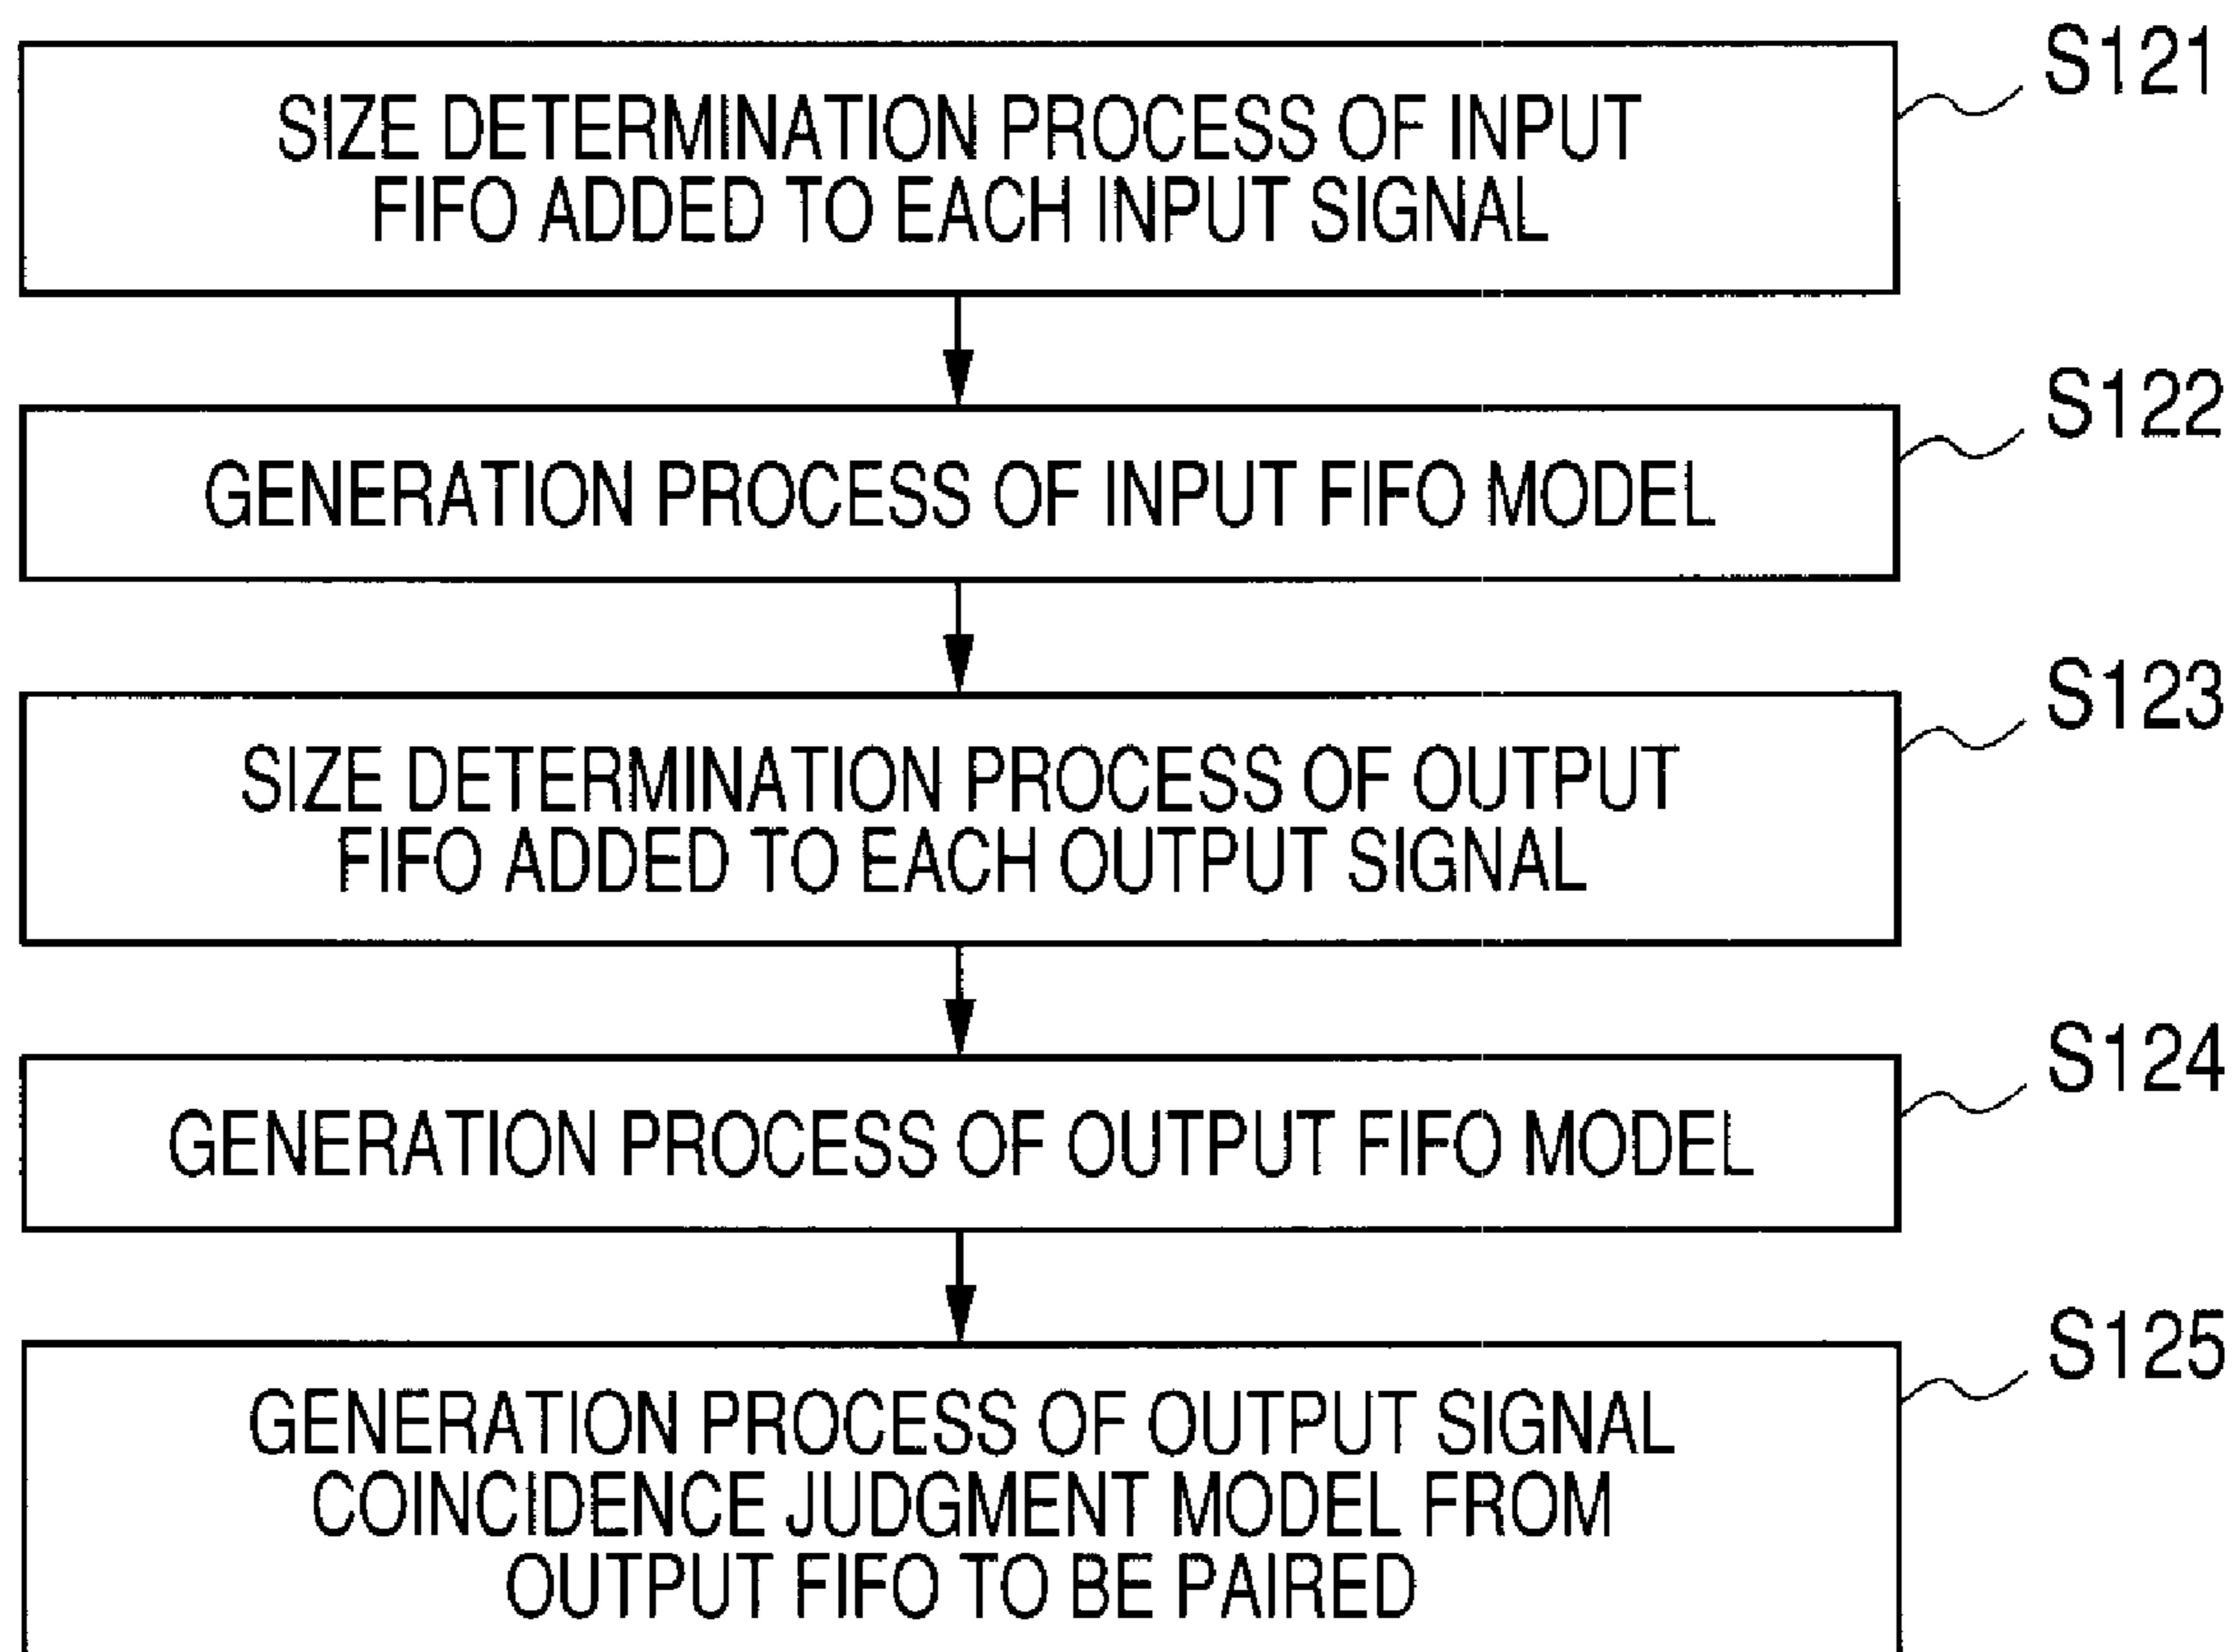 S121
SIZE DETERMINATION PROCESS OF INPUT
FIFO ADDED TO EACH INPUT SIGNAL
S122
GENERATION PROCESS OF INPUT FIFO MODEL
S123
SIZE DETERMINATION PROCESS OF OUTPUT
FIFO ADDED TO EACH OUTPUT SIGNAL
S124
GENERATION PROCESS OF OUTPUT FIFO MODEL
S125
GENERATION PROCESS OF OUTPUT SIGNAL
COINCIDENCE JUDGMENT MODEL FROM
OUTPUT FIFO TO BE PAIRED